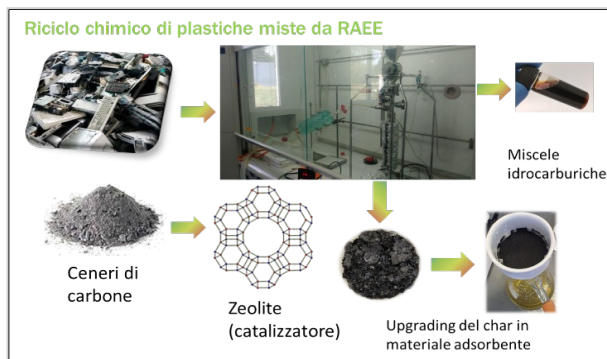 Riciclo chimico di plastiche miste da RAEE
Miscele
idrocarburiche
Ceneri di
carbone
Zeolite
(catalizzatore)
Upgrading del char in
materiale adsorbente